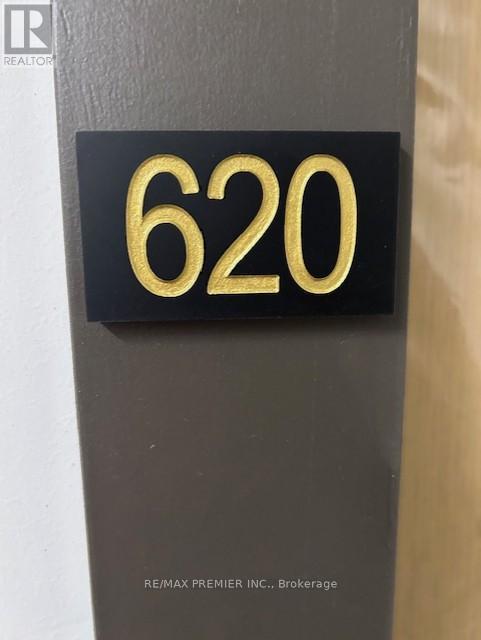 R
REALTOR
620
RE/MAX PREMIER INC., Brokerage